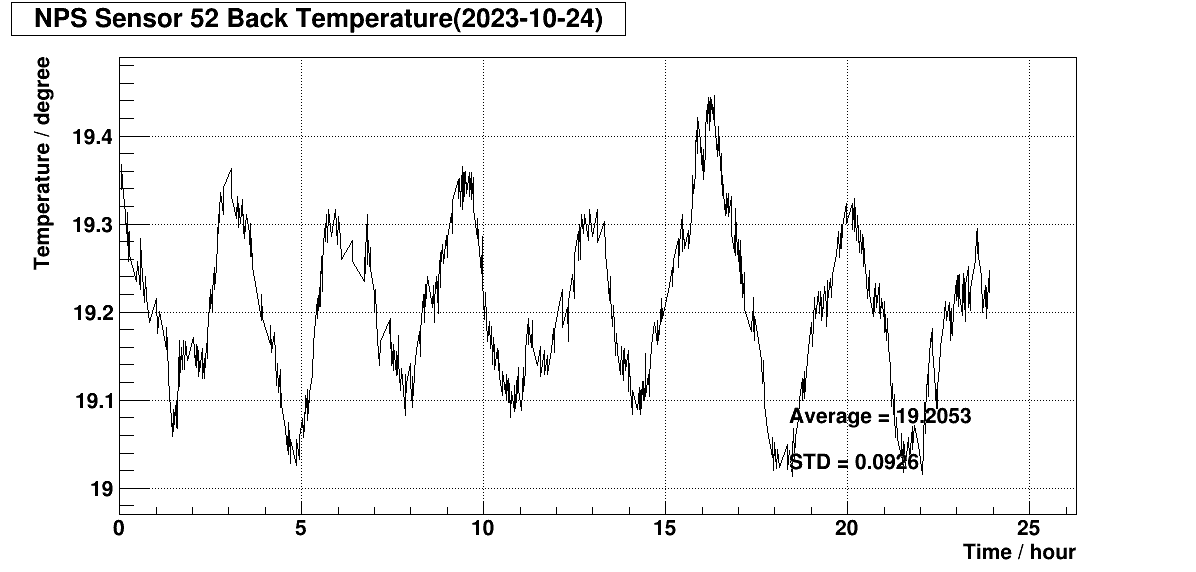 NPS Sensor 52 Back Temperature(2023-10-24)
Temperature / degree
19.4
19.3
19.2
19.1
19
Average = 19.2053
STD = 0.0926
0 5 10 15 20 25
Time / hour